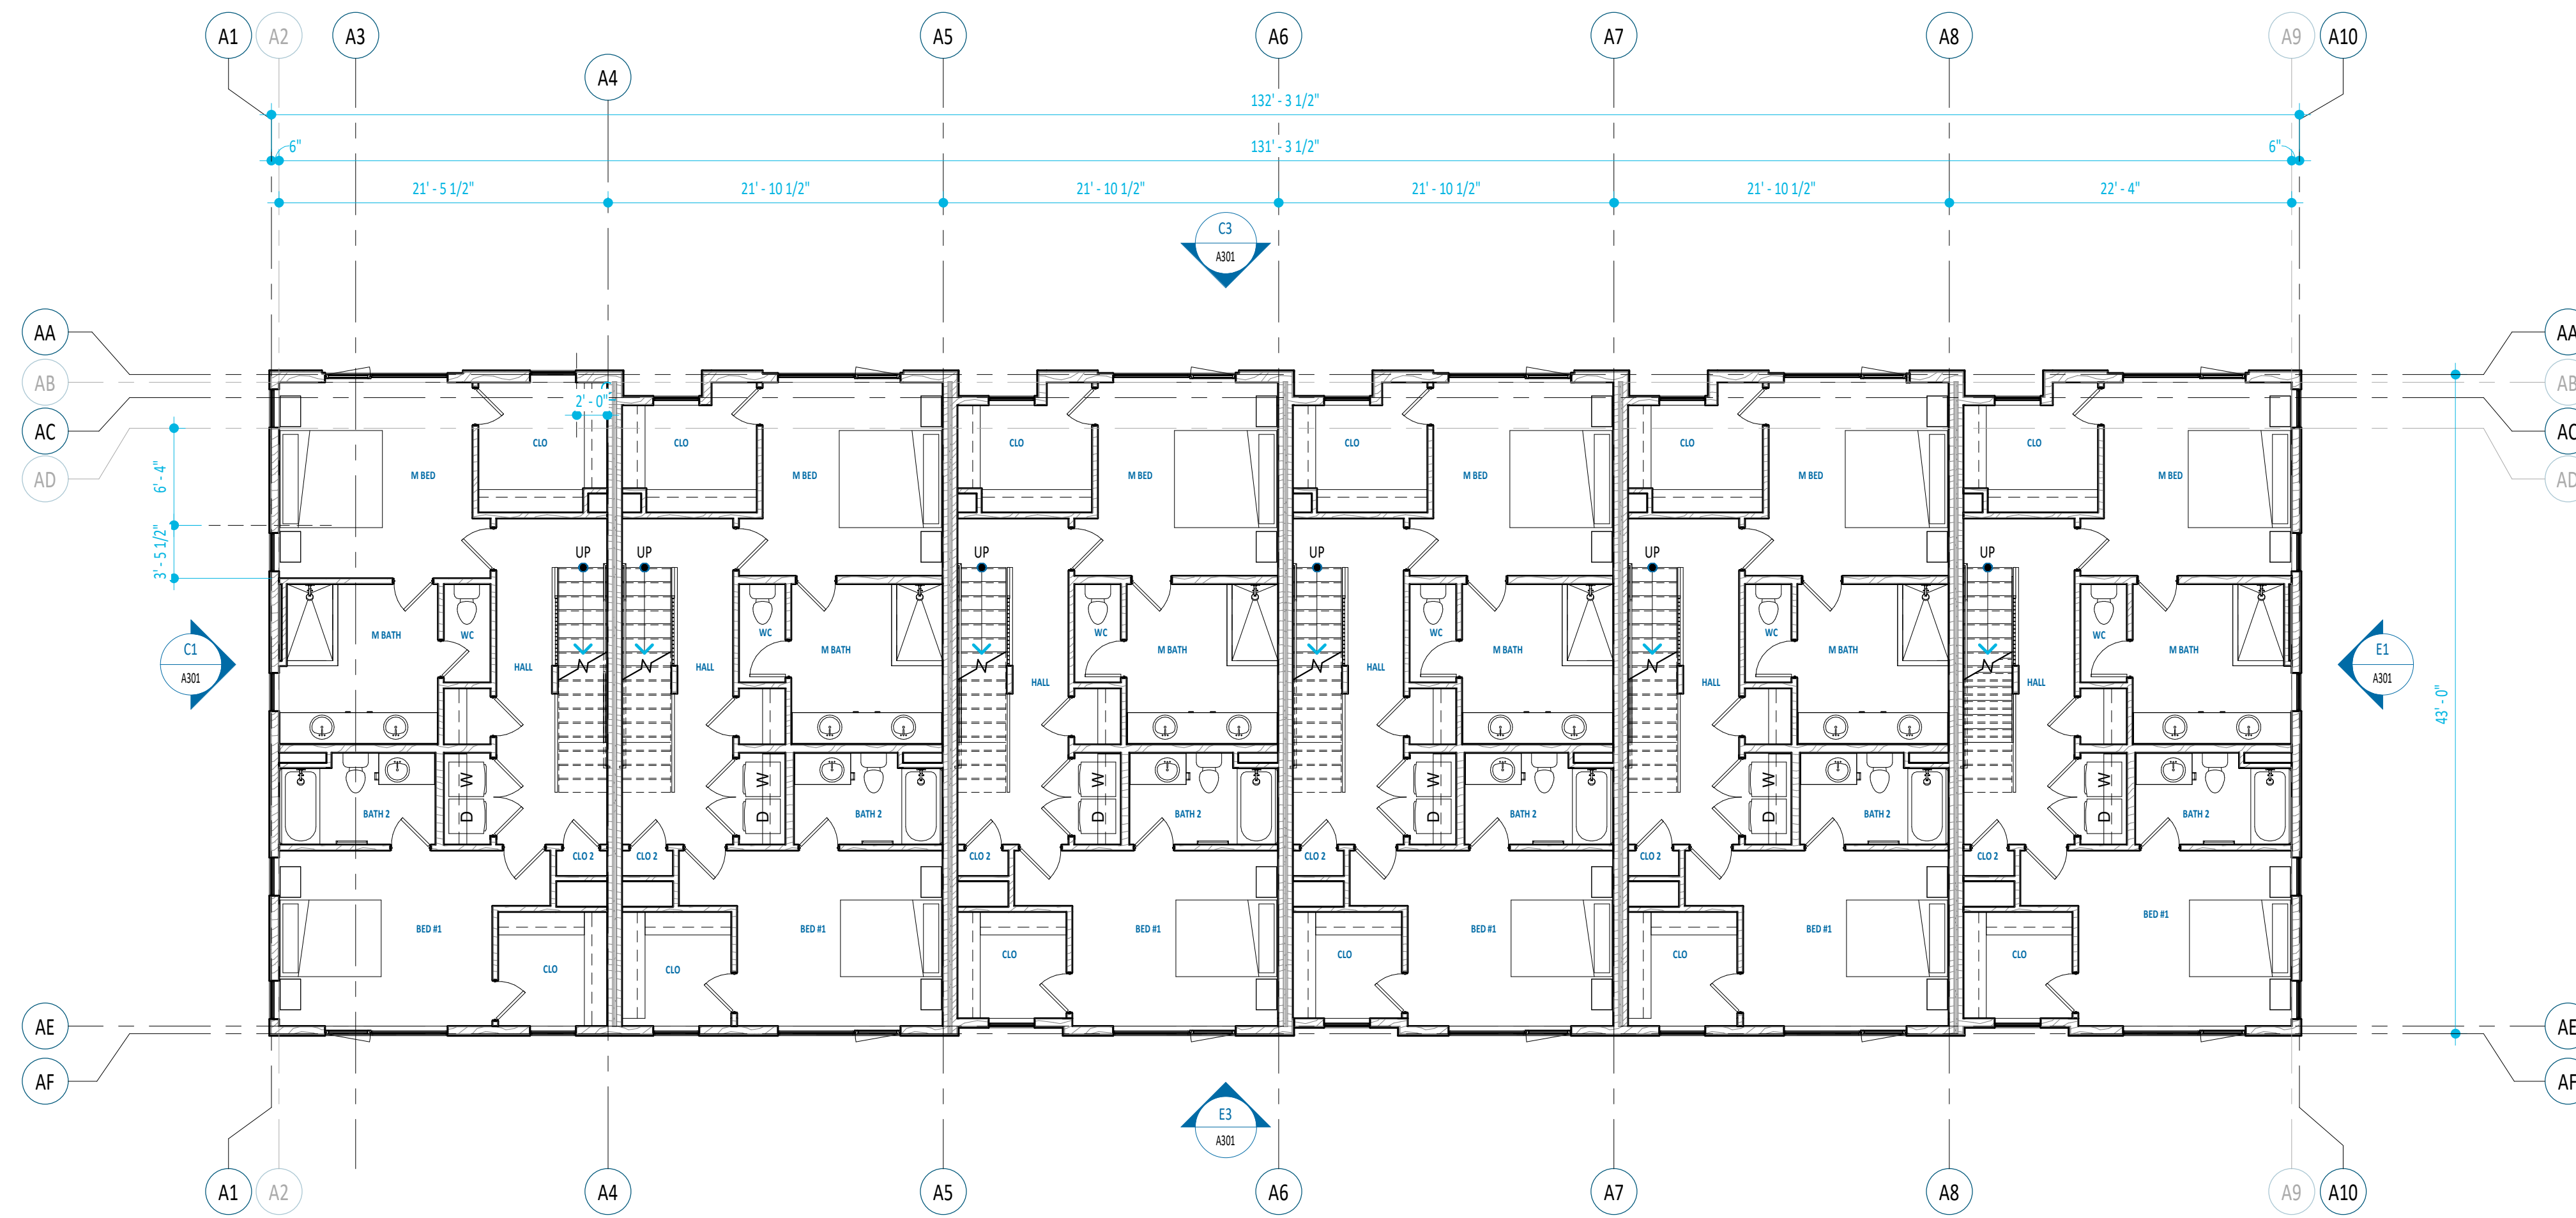 A1 A2 A3 A5 A6 A7 A8 A9 A10
A4
132' - 3 1/2"
6" 131' - 3 1/2" 6"
21' - 5 1/2" 21' - 10 1/2" 21' - 10 1/2" 21' - 10 1/2" 21' - 10 1/2" 22' - 4"
C3
A301
AA AA
AB AB
2' - 0"
AC AC
CLO CLO CLO CLO CLO CLO
M BED M BED M BED M BED M BED M BED
AD AD
6' - 4"
3' - 5 1/2"
UP UP UP UP UP UP
M BATH WC WC M BATH WC M BATH WC M BATH WC M BATH WC M BATH
C1
A301
E1
A301
HALL HALL HALL HALL HALL HALL
43' - 0"
W W W W W W
D D D D D D
BATH 2 BATH 2 BATH 2 BATH 2 BATH 2 BATH 2
CLO 2 CLO 2 CLO 2 CLO 2 CLO 2 CLO 2
BED #1 BED #1 BED #1 BED #1 BED #1 BED #1
CLO CLO CLO CLO CLO CLO
AE AE
AF AF
E3
A301
A1 A2 A4 A5 A6 A7 A8 A9 A10